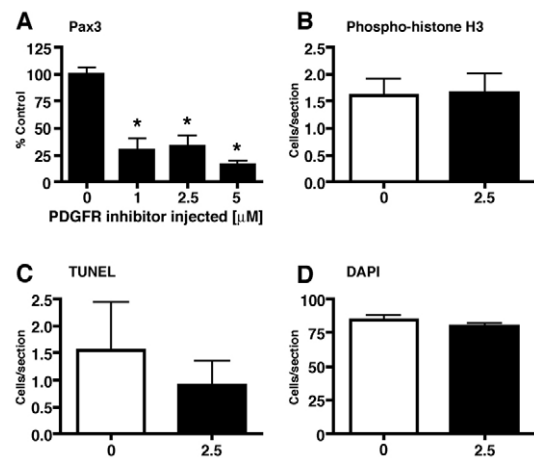 A Pax3
% Control
125
100
75
50
25
0
* * *
0 1 2.5 5
PDGFR inhibitor injected [μM]
B Phospho-histone H3
Cells/section
2.0
1.5
1.0
0.5
0.0
0 2.5
C TUNEL
Cells/section
2.5
2.0
1.5
1.0
0.5
0.0
0 2.5
D DAPI
Cells/section
100
75
50
25
0
0 2.5